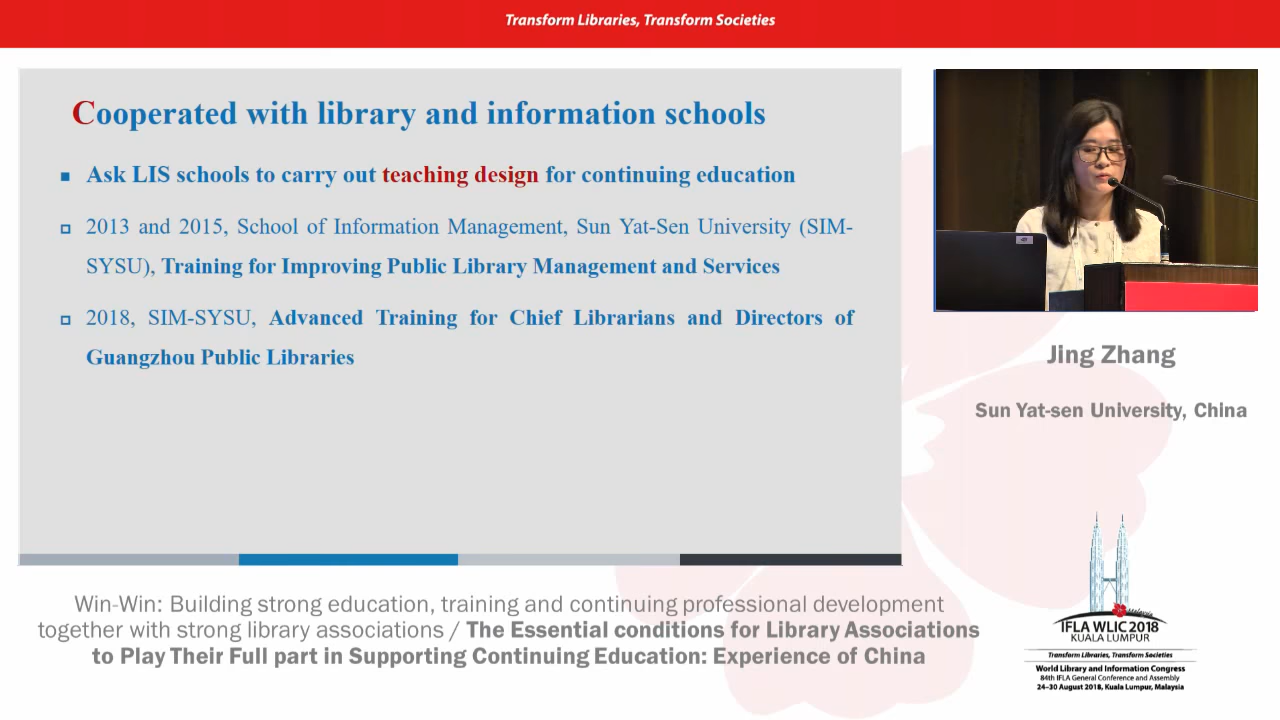 Transform Libraries, Transform Societies
Cooperated with library and information schools
Ask LIS schools to carry out teaching design for continuing education
2013 and 2015, School of Information Management, Sun Yat-Sen University (SIM-
SYSU), Training for Improving Public Library Management and Services
2018, SIM-SYSU, Advanced Training for Chief Librarians and Directors of
Guangzhou Public Libraries
Jing Zhang
Sun Yat-sen University, China
Win-Win: Building strong education, training and continuing professional development
together with strong library associations / The Essential conditions for Library Associations
to Play Their Full part in Supporting Continuing Education: Experience of China
Malaysia
IFLA WLIC 2018
KUALA LUMPUR
Transform Libraries, Transform Societies
World Library and Information Congress
84th IFLA General Conference and Assembly
24–30 August 2018, Kuala Lumpur, Malaysia